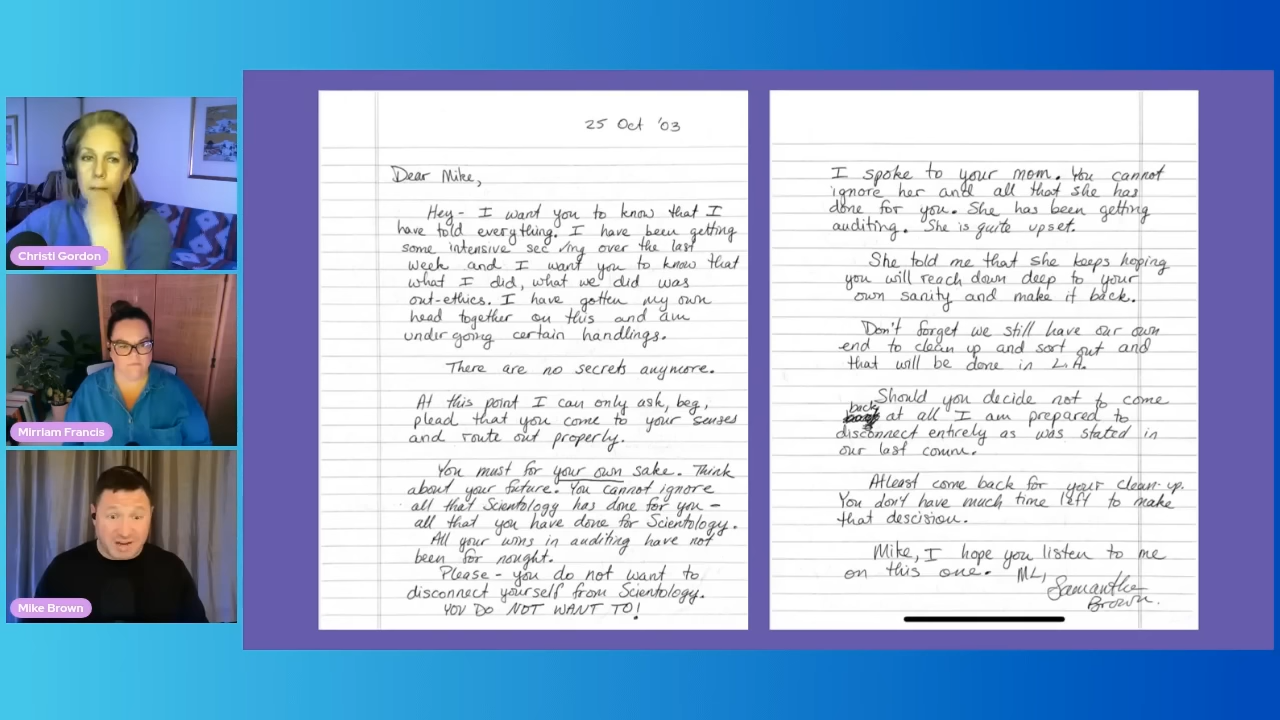 Christi Gordon
Mirriam Francis
Mike Brown
25 Oct '03
Dear Mike,
Hey- I want you to know that I
have told everything. I have been getting
some intensive sec √ing over the last
week and I want you to know that
what I did, what we did was
out-ethics. I have gotten my own
head together on this and am
undergoing certain handlings.
There are no secrets anymore.
At this point I can only ask, beg,
plead that you come to your senses
and route out properly.
You must for your own sake. Think
about your future. You cannot ignore
all that Scientology has done for you-
all that you have done for Scientology.
All your wins in auditing have not
been for nought.
Please - you do not want to
disconnect yourself from Scientology.
YOU DO NOT WANT TO!
I spoke to your mom. You cannot
ignore her and all that she has
done for you. She has been getting
auditing. She is quite upset.
She told me that she keeps hoping
you will reach down deep to your
own sanity and make it back.
Don't forget we still have our own
end to clean up and sort out and
that will be done in L.A.
Should you decide not to come
back at all I am prepared to
disconnect entirely as was stated in
our last comm.
Atleast come back for your clean-up.
You don't have much time left to make
that descision.
Mike, I hope you listen to me
on this one. ML,
Samantha
Brown.